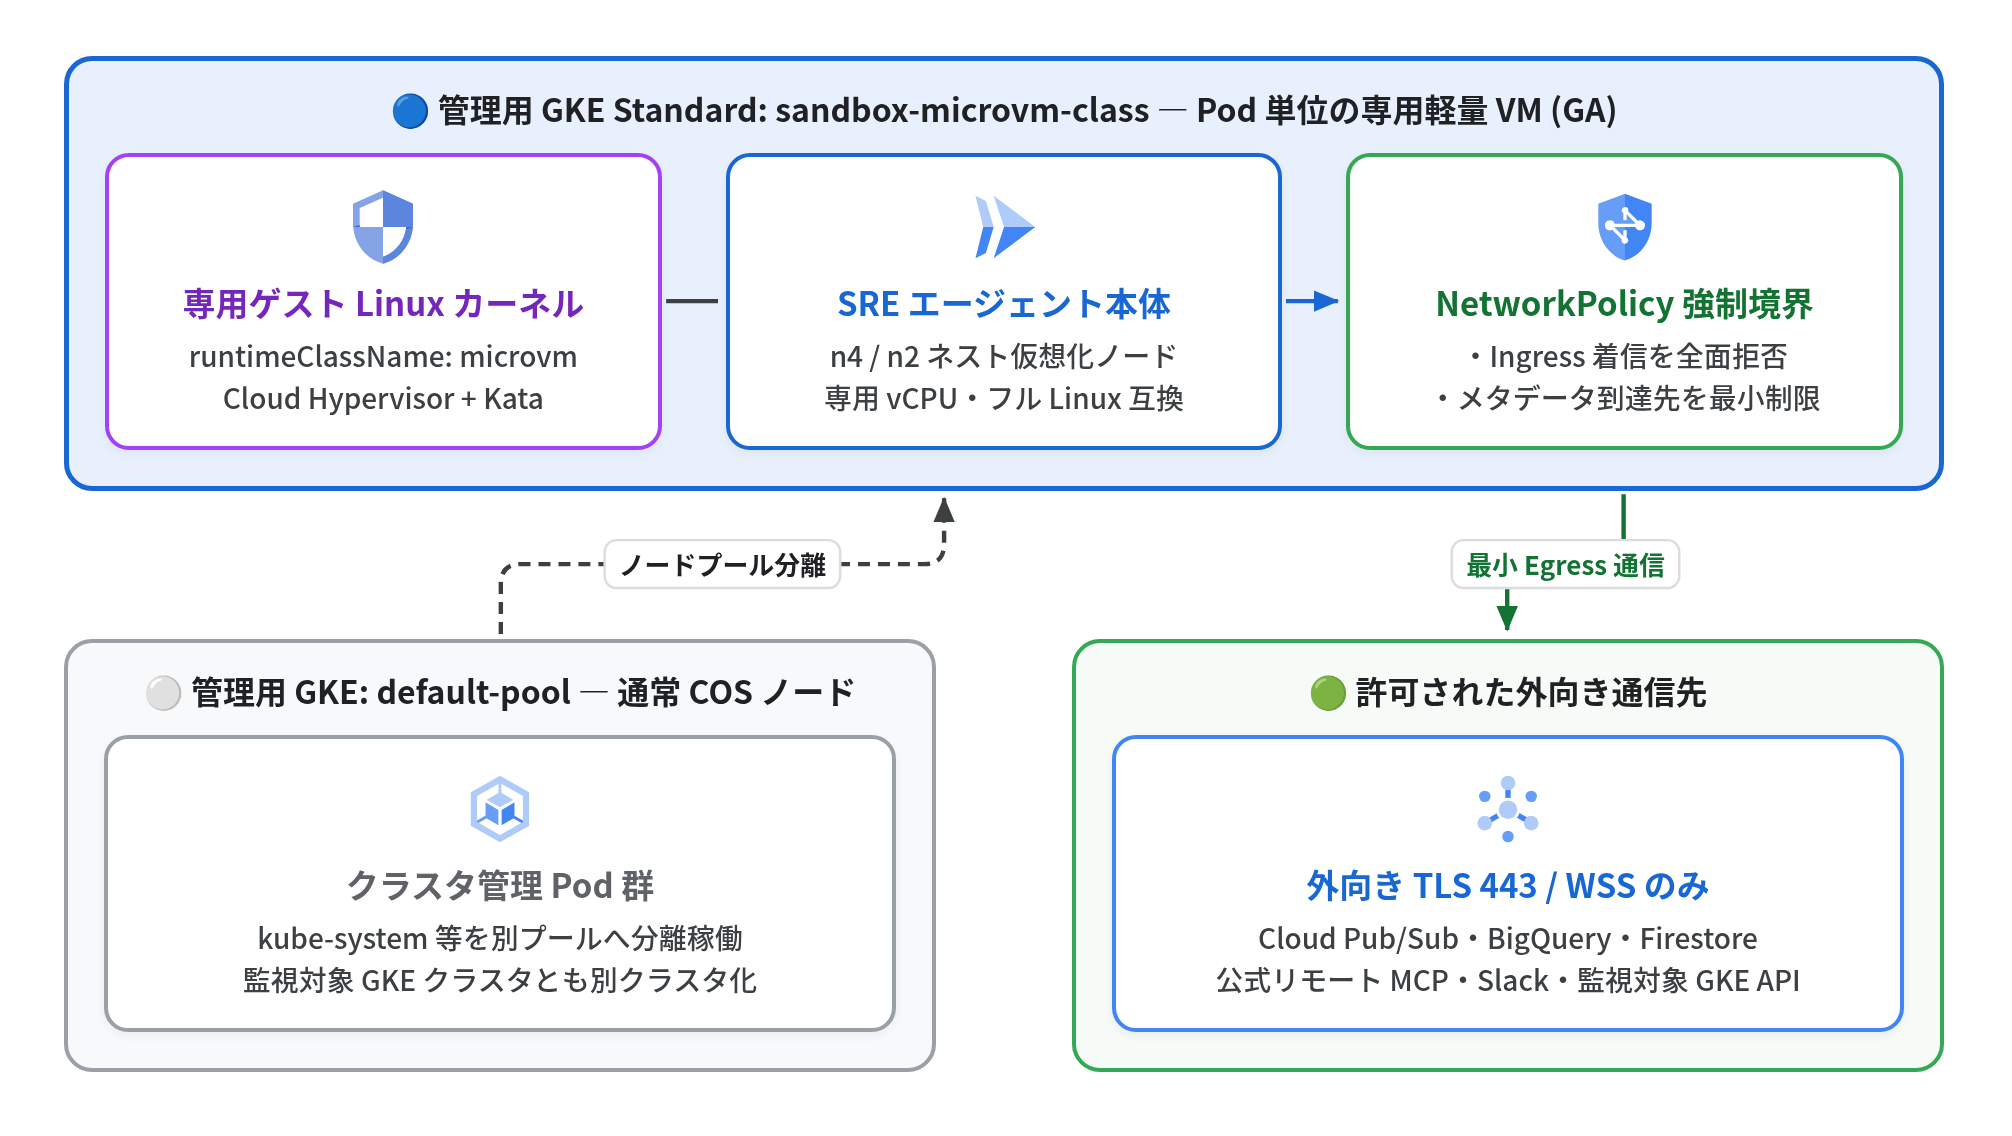 管理用 GKE Standard: sandbox-microvm-class — Pod 単位の専用軽量 VM (GA)
専用ゲスト Linux カーネル
runtimeClassName: microvm
Cloud Hypervisor + Kata
SRE エージェント本体
n4 / n2 ネスト仮想化ノード
専用 vCPU・フル Linux 互換
NetworkPolicy 強制境界
・Ingress 着信を全面拒否
・メタデータ到達先を最小制限
ノードプール分離
最小 Egress 通信
管理用 GKE: default-pool — 通常 COS ノード
クラスタ管理 Pod 群
kube-system 等を別プールへ分離稼働
監視対象 GKE クラスタとも別クラスタ化
許可された外向き通信先
外向き TLS 443 / WSS のみ
Cloud Pub/Sub・BigQuery・Firestore
公式リモート MCP・Slack・監視対象 GKE API